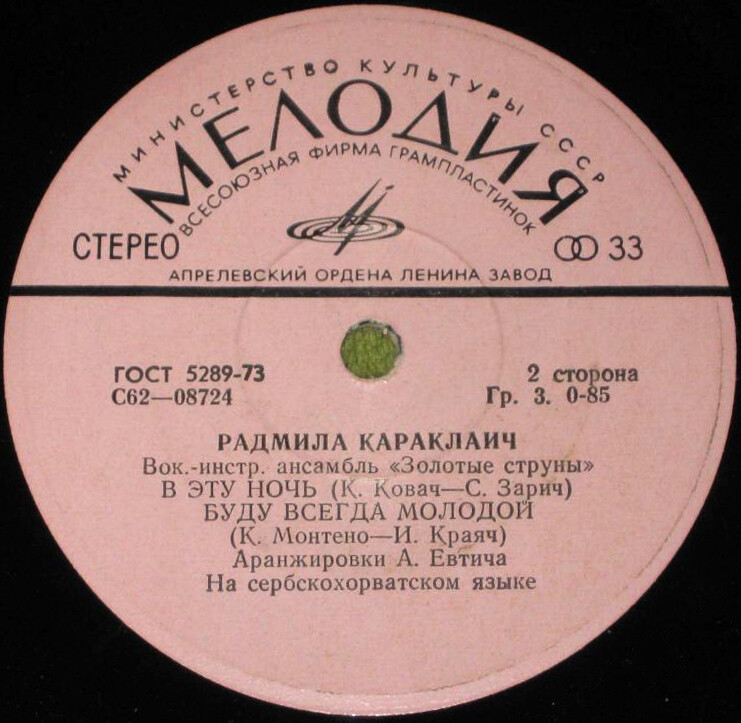 МИНИСТЕРСТВО КУЛЬТУРЫ СССР
МЕЛОДИЯ
ВСЕСОЮЗНАЯ ФИРМА ГРАМПЛАСТИНОК
СТЕРЕО 33
АПРЕЛЕВСКИЙ ОРДЕНА ЛЕНИНА ЗАВОД
ГОСТ 5289-73 2 сторона
С62—08724 Гр. 3. 0-85
РАДМИЛА КАРАКЛАИЧ
Вок.-инстр. ансамбль «Золотые струны»
В ЭТУ НОЧЬ (К. Ковач—С. Зарич)
БУДУ ВСЕГДА МОЛОДОЙ
(К. Монтено—И. Краяч)
Аранжировки А. Евтича
На сербскохорватском языке